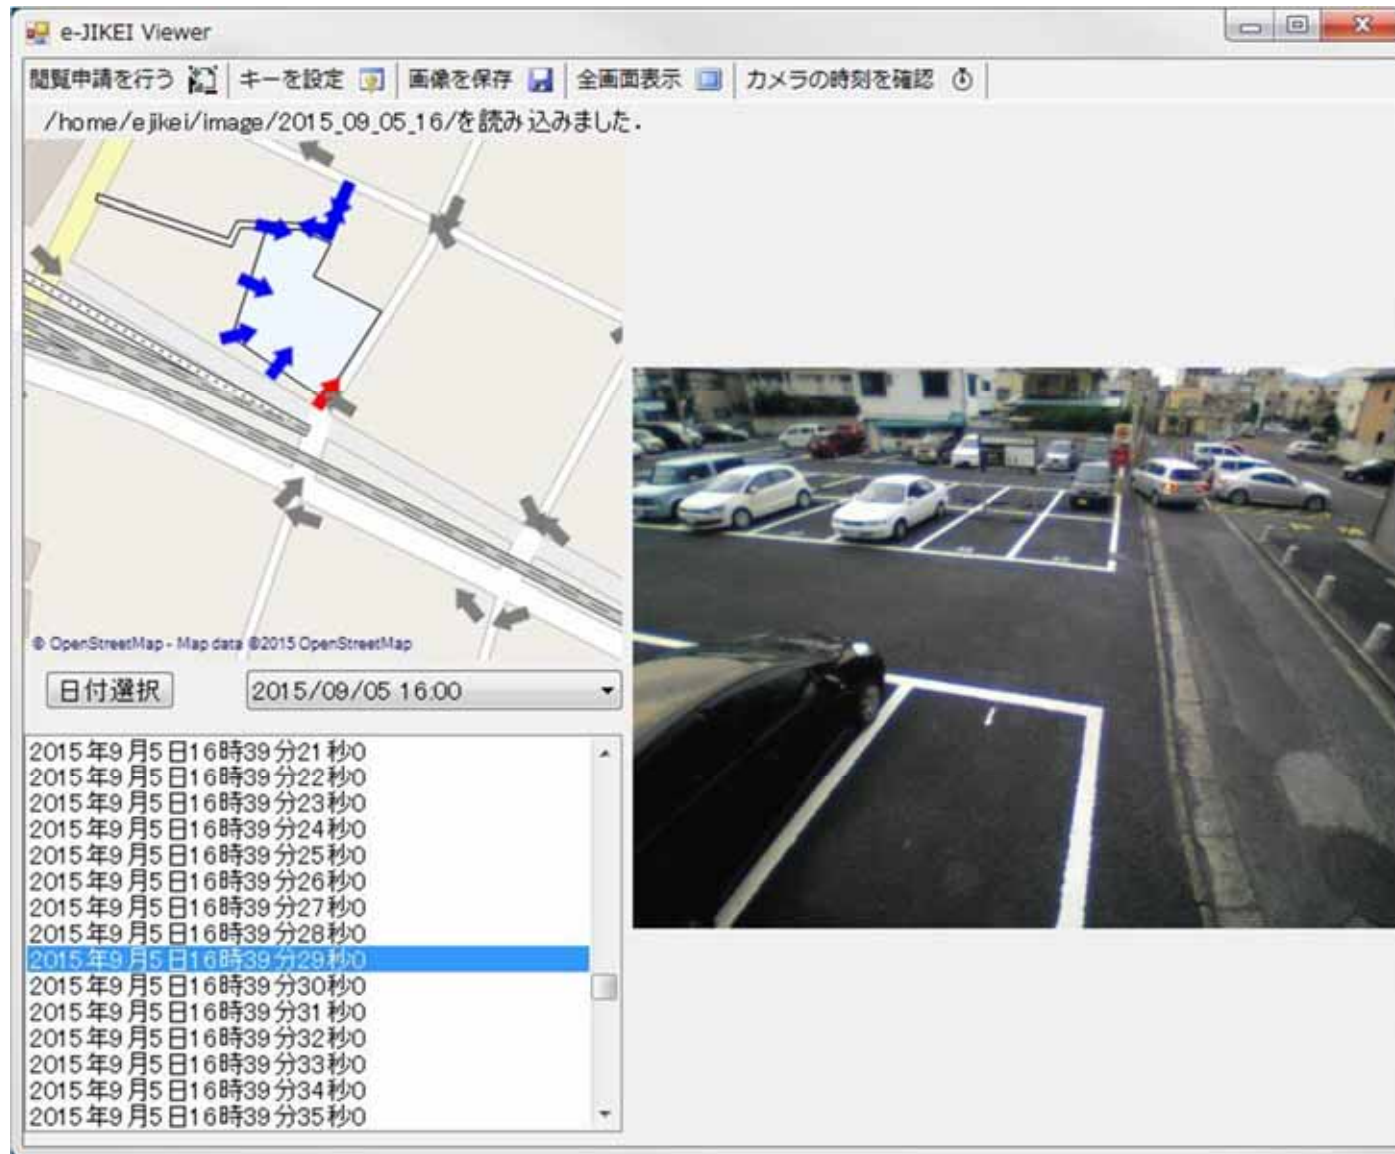 e-JIKEI Viewer
閲覧申請を行う キーを設定 画像を保存 全画面表示 カメラの時刻を確認
/home/ejikei/image/2015_09_05_16/を読み込みました.
© OpenStreetMap - Map data ©2015 OpenStreetMap
日付選択 2015/09/05 16:00
2015年9月5日16時39分21秒0
2015年9月5日16時39分22秒0
2015年9月5日16時39分23秒0
2015年9月5日16時39分24秒0
2015年9月5日16時39分25秒0
2015年9月5日16時39分26秒0
2015年9月5日16時39分27秒0
2015年9月5日16時39分28秒0
2015年9月5日16時39分29秒0
2015年9月5日16時39分30秒0
2015年9月5日16時39分31秒0
2015年9月5日16時39分32秒0
2015年9月5日16時39分33秒0
2015年9月5日16時39分34秒0
2015年9月5日16時39分35秒0